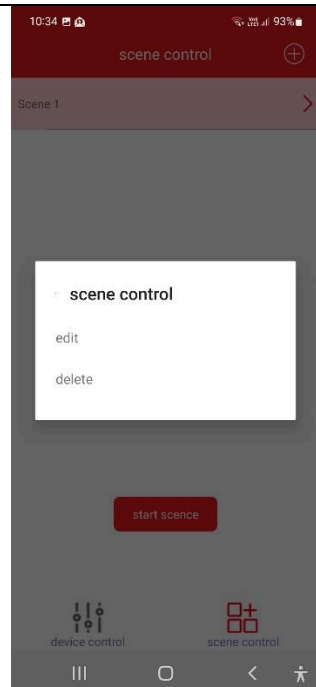 10:34 93%
scene control
Scene 1
scene control
edit
delete
start scence
device control scene control